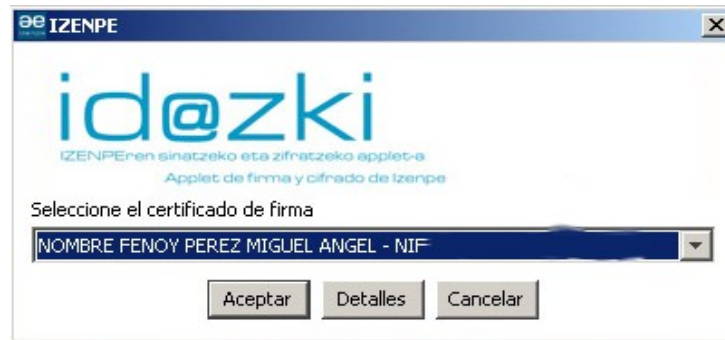 IZENPE
id@zki
IZENPEren sinatzeko eta zifratzeko applet-a
Applet de firma y cifrado de Izenpe
Seleccione el certificado de firma
NOMBRE FENOY PEREZ MIGUEL ANGEL - NIF
Aceptar Detalles Cancelar